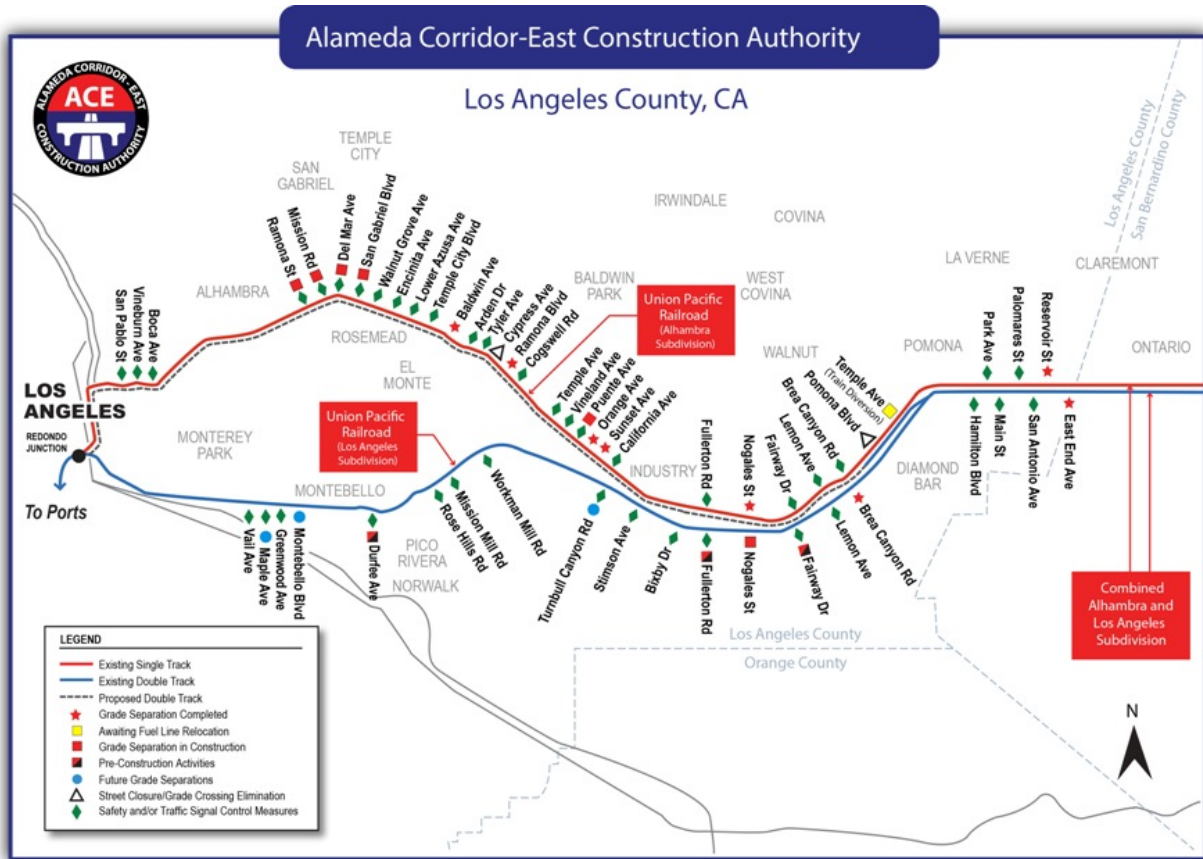 Alameda Corridor-East Construction Authority
Los Angeles County, CA
ALAMEDA CORRIDOR - EAST
ACE
CONSTRUCTION AUTHORITY
TEMPLE
CITY
SAN
GABRIEL
IRWINDALE
COVINA
Los Angeles County
San Bernardino County
LA VERNE
CLAREMONT
ALHAMBRA
ROSEMEAD
EL
MONTE
BALDWIN
PARK
WEST
COVINA
WALNUT
POMONA
ONTARIO
San Pablo St
Vineburn Ave
Boca Ave
Ramona St
Mission Rd
Del Mar Ave
San Gabriel Blvd
Walnut Grove Ave
Encinita Ave
Lower Azusa Ave
Temple City Blvd
Baldwin Ave
Arden Dr
Tyler Ave
Cypress Ave
Ramona Blvd
Cogswell Rd
Union Pacific
Railroad
(Alhambra
Subdivision)
Temple Ave
Vineland Ave
Puente Ave
Orange Ave
Sunset Ave
California Ave
Fullerton Rd
Nogales St
Fairway Dr
Lemon Ave
Brea Canyon Rd
Pomona Blvd
Temple Ave
(Train Diversion)
Park Ave
Palomares St
Reservoir St
LOS
ANGELES
REDONDO
JUNCTION
To Ports
MONTEREY
PARK
Union Pacific
Railroad
(Los Angeles
Subdivision)
MONTEBELLO
PICO
RIVERA
NORWALK
INDUSTRY
DIAMOND
BAR
Vail Ave
Maple Ave
Greenwood Ave
Montebello Blvd
Durfee Ave
Rose Hills Rd
Mission Mill Rd
Workman Mill Rd
Turnbull Canyon Rd
Stimson Ave
Bixby Dr
Fullerton Rd
Nogales St
Fairway Dr
Lemon Ave
Brea Canyon Rd
Hamilton Blvd
Main St
San Antonio Ave
East End Ave
Combined
Alhambra and
Los Angeles
Subdivision
Los Angeles County
Orange County
LEGEND
Existing Single Track
Existing Double Track
Proposed Double Track
Grade Separation Completed
Awaiting Fuel Line Relocation
Grade Separation in Construction
Pre-Construction Activities
Future Grade Separations
Street Closure/Grade Crossing Elimination
Safety and/or Traffic Signal Control Measures
N